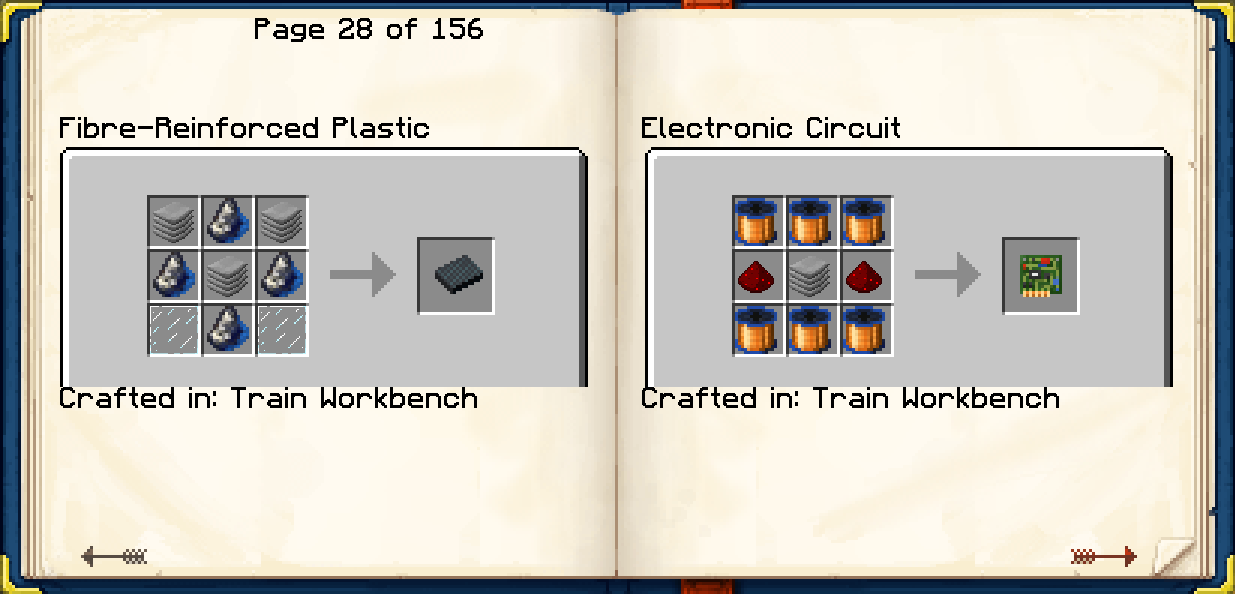 Page 28 of 156
Fibre-Reinforced Plastic
Crafted in: Train Workbench
Electronic Circuit
Crafted in: Train Workbench